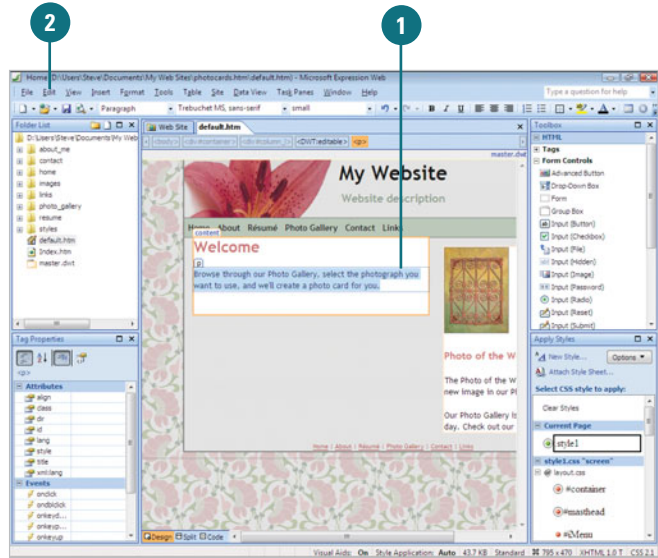 2
1
Home (D:\Users\Steve\Documents\My Web Sites\photocards.htm\default.htm) - Microsoft Expression Web
File Edit View Insert Format Tools Table Site Data View Task Panes Window Help
Type a question for help
Paragraph Trebuchet MS, sans-serif small
Folder List
D:\Users\Steve\Documents\My Web
about_me
contact
home
images
links
photo_gallery
resume
styles
default.htm
Index.htm
master.dwt
Web Site default.htm
<body> <div#container> <DWT:editable> <p>
master.dwt
My Website
Website description
Home About Résumé Photo Gallery Contact Links
content
Welcome
p
Browse through our Photo Gallery, select the photograph you
want to use, and we'll create a photo card for you.
Photo of the W
The Photo of the W
new image in our Pl
Our Photo Gallery is
day. Check out our
Home | About | Résumé | Photo Gallery | Contact | Links
Design Split Code
Tag Properties
<p>
Attributes
align
class
dir
id
lang
style
title
xml:lang
Events
onclick
ondblclick
onkeyd...
onkeyp...
onkeyup
Toolbox
HTML
Tags
Form Controls
Advanced Button
Drop-Down Box
Form
Group Box
Input (Button)
Input (Checkbox)
Input (File)
Input (Hidden)
Input (Image)
Input (Password)
Input (Radio)
Input (Reset)
Input (Submit)
Apply Styles
New Style... Options
Attach Style Sheet...
Select CSS style to apply:
Clear Styles
Current Page
style1
style1.css "screen"
layout.css
#container
#masthead
Visual Aids: On Style Application: Auto 43.7 KB Standard 795 x 470 XHTML 1.0 T CSS 2.1